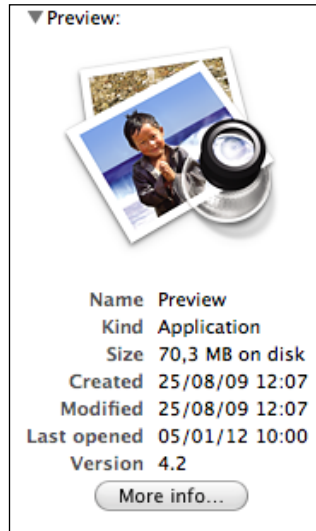 ▼Preview:
Name Preview
Kind Application
Size 70,3 MB on disk
Created 25/08/09 12:07
Modified 25/08/09 12:07
Last opened 05/01/12 10:00
Version 4.2
More info...